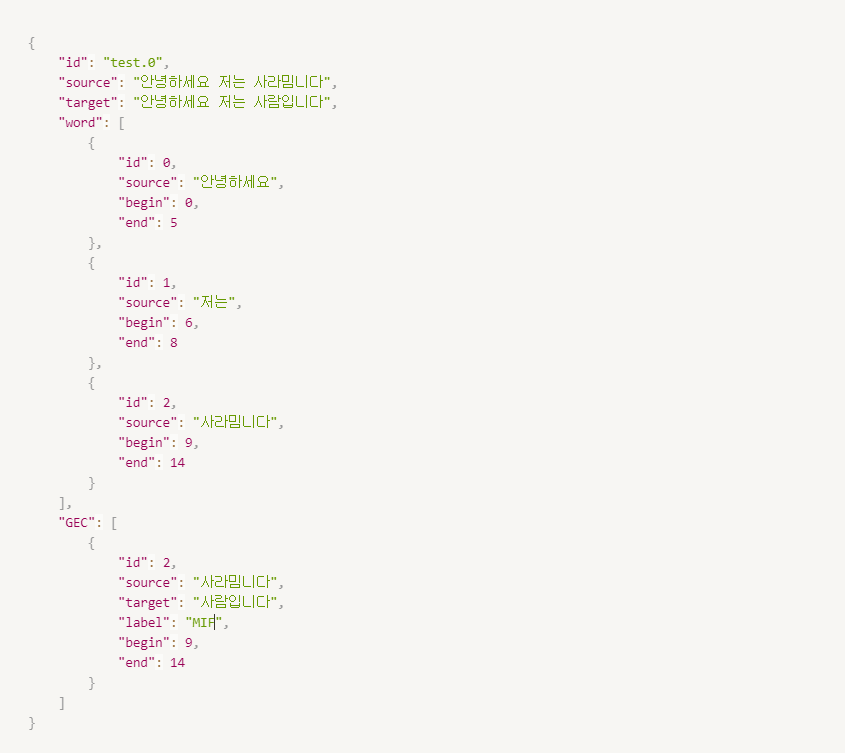 {
"id": "test.0",
"source": "안녕하세요 저는 사라밈니다",
"target": "안녕하세요 저는 사람입니다",
"word": [
{
"id": 0,
"source": "안녕하세요",
"begin": 0,
"end": 5
},
{
"id": 1,
"source": "저는",
"begin": 6,
"end": 8
},
{
"id": 2,
"source": "사라밈니다",
"begin": 9,
"end": 14
}
],
"GEC": [
{
"id": 2,
"source": "사라밈니다",
"target": "사람입니다",
"label": "MIF",
"begin": 9,
"end": 14
}
]
}